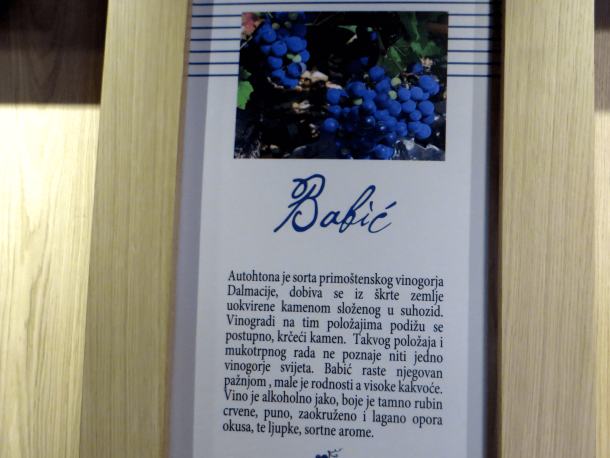 Babić
Autohtona je sorta primoštenskog vinogorja
Dalmacije, dobiva se iz škrte zemlje
uokvirene kamenom složenog u suhozid.
Vinogradi na tim položajima podižu se
postupno, krčeći kamen. Takvog položaja i
mukotrpnog rada ne poznaje niti jedno
vinogorje svijeta. Babić raste njegovan
pažnjom , male je rodnosti a visoke kakvoće.
Vino je alkoholno jako, boje je tamno rubin
crvene, puno, zaokruženo i lagano opora
okusa, te ljupke, sortne arome.